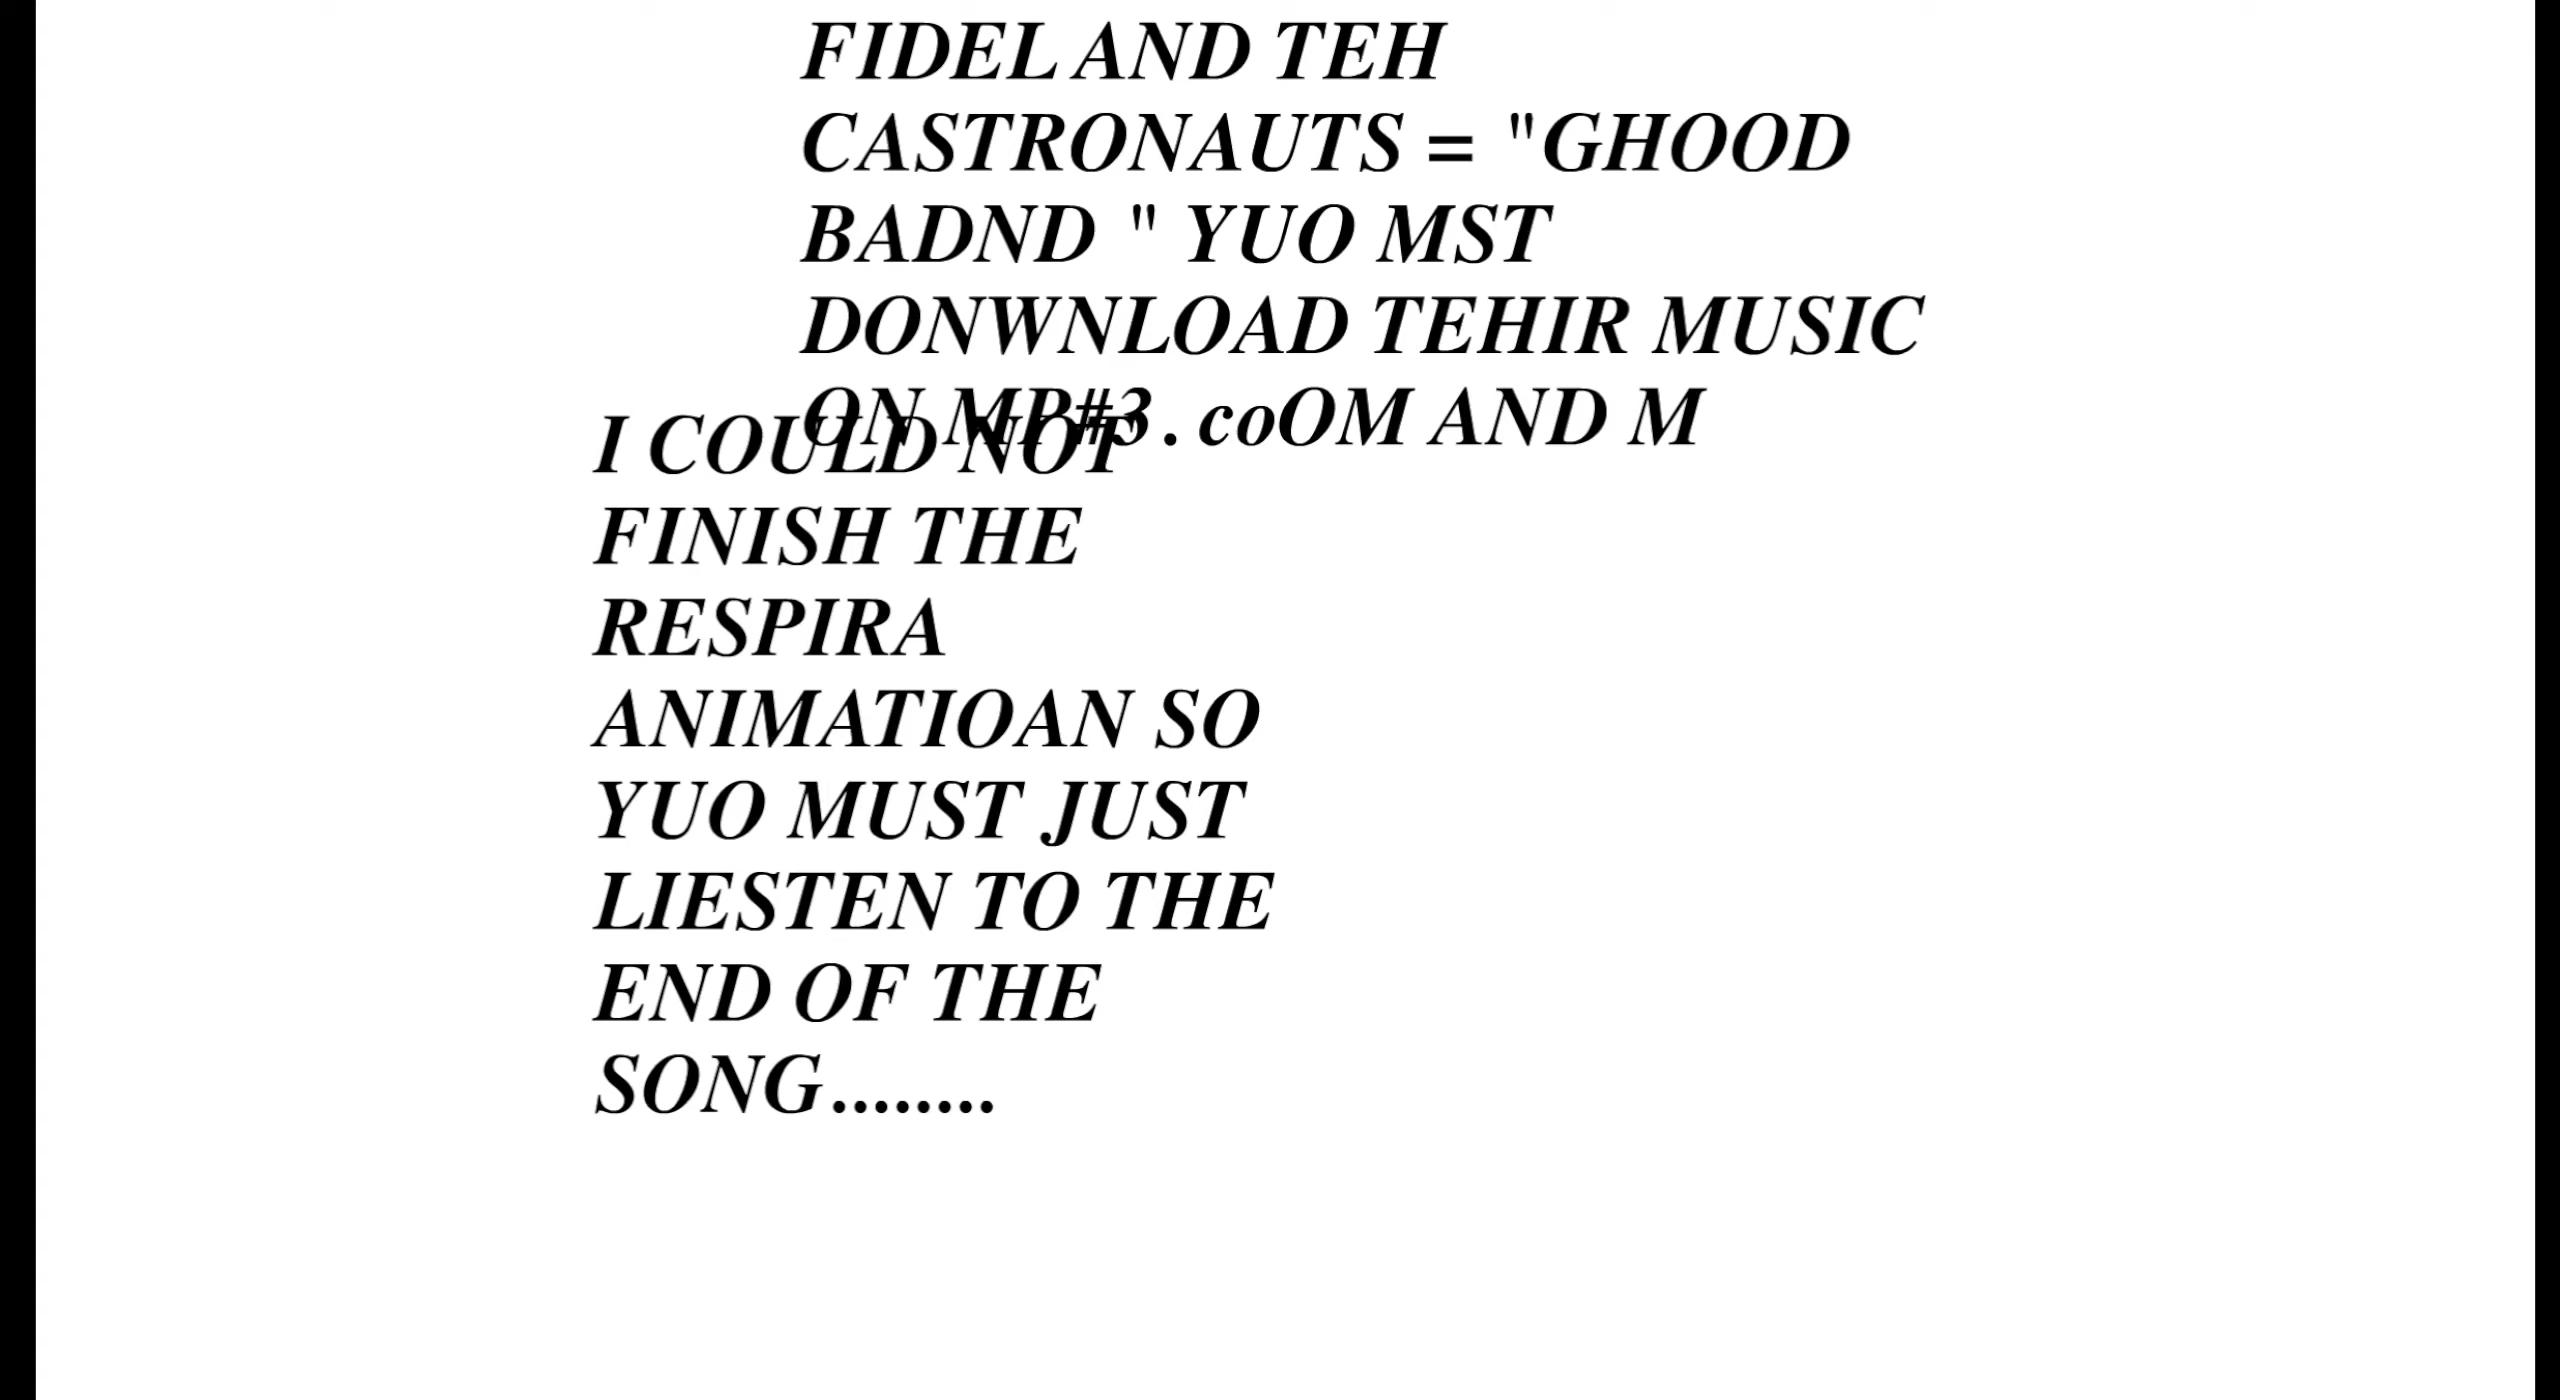 FIDEL AND TEH
CASTRONAUTS = "GHOOD
BADND " YUO MST
DONWNLOAD TEHIR MUSIC
ON MP#3 . coOM AND M
I COULD NOT
FINISH THE
RESPIRA
ANIMATIOAN SO
YUO MUST JUST
LIESTEN TO THE
END OF THE
SONG........